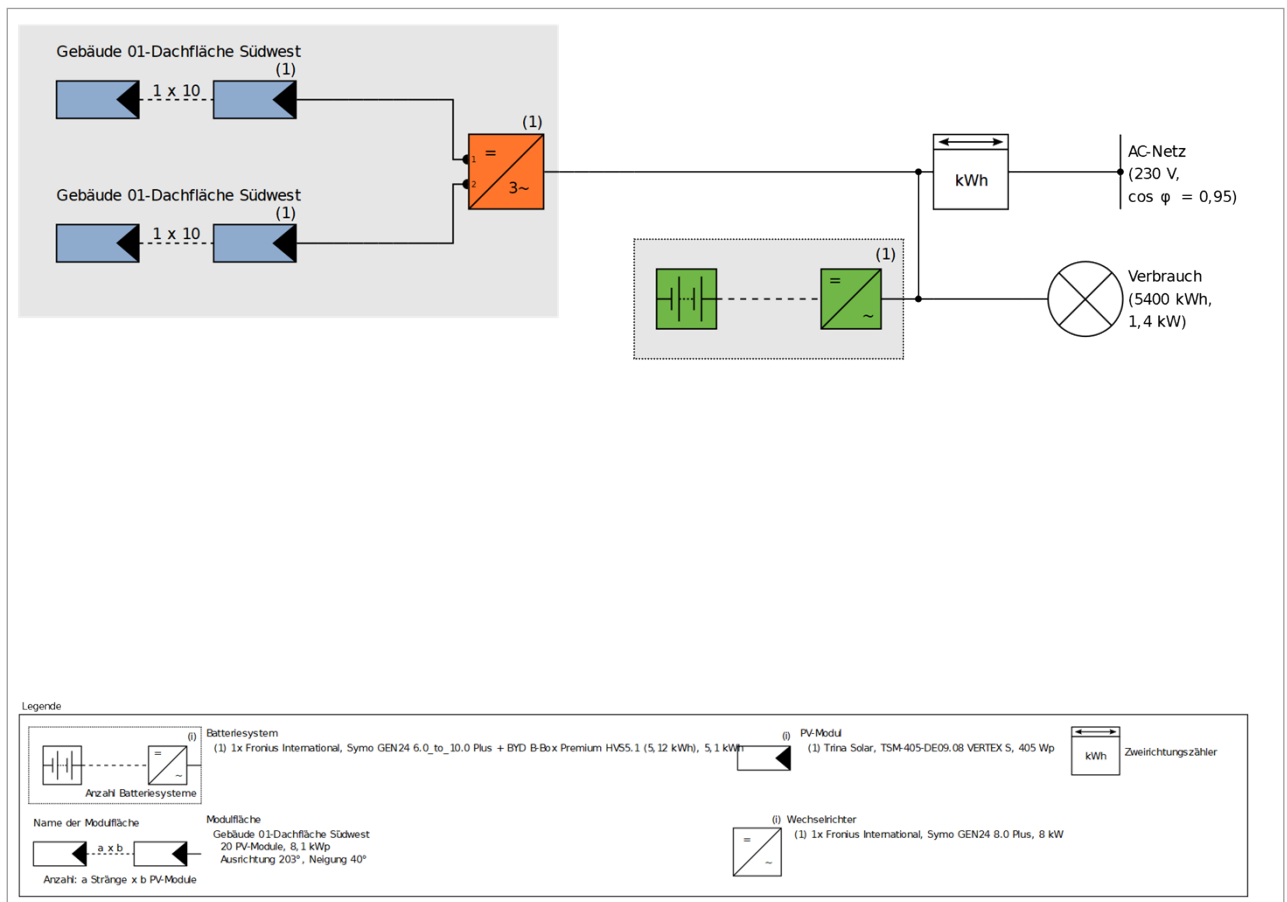 Gebäude 01-Dachfläche Südwest
(1)
1 x 10
(1)
1
=
2
3~
Gebäude 01-Dachfläche Südwest
(1)
1 x 10
kWh
AC-Netz
(230 V,
cos φ = 0,95)
(1)
=
~
Verbrauch
(5400 kWh,
1,4 kW)
Legende
(i)
=
~
Anzahl Batteriesysteme
Batteriesystem
(1) 1x Fronius International, Symo GEN24 6.0_to_10.0 Plus + BYD B-Box Premium HVS5.1 (5,12 kWh), 5,1 kWh
(i)
PV-Modul
(1) Trina Solar, TSM-405-DE09.08 VERTEX S, 405 Wp
kWh
Zweirichtungszähler
Name der Modulfläche
a x b
Anzahl: a Stränge x b PV-Module
Modulfläche
Gebäude 01-Dachfläche Südwest
20 PV-Module, 8,1 kWp
Ausrichtung 203°, Neigung 40°
(i)
=
~
Wechselrichter
(1) 1x Fronius International, Symo GEN24 8.0 Plus, 8 kW